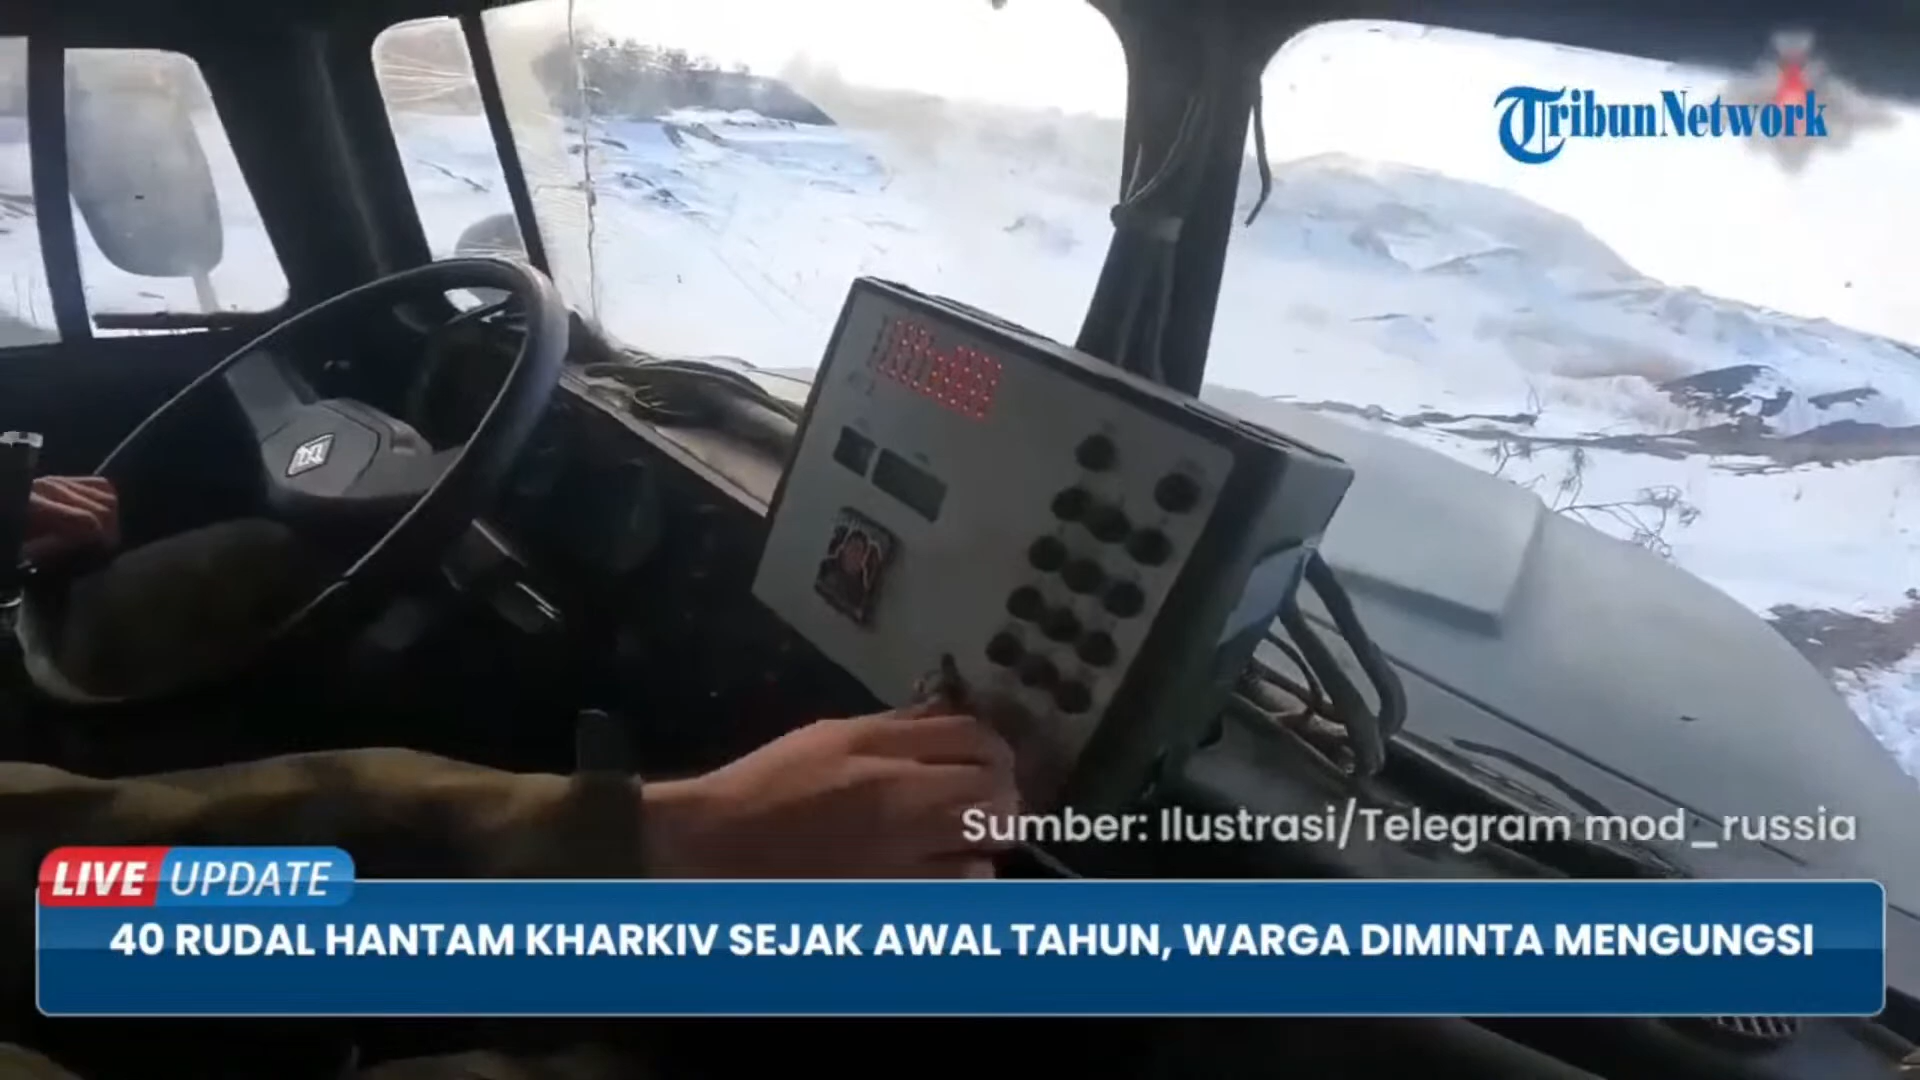 TribunNetwork
Sumber: Ilustrasi/Telegram mod_russia
LIVE UPDATE
40 RUDAL HANTAM KHARKIV SEJAK AWAL TAHUN, WARGA DIMINTA MENGUNGSI